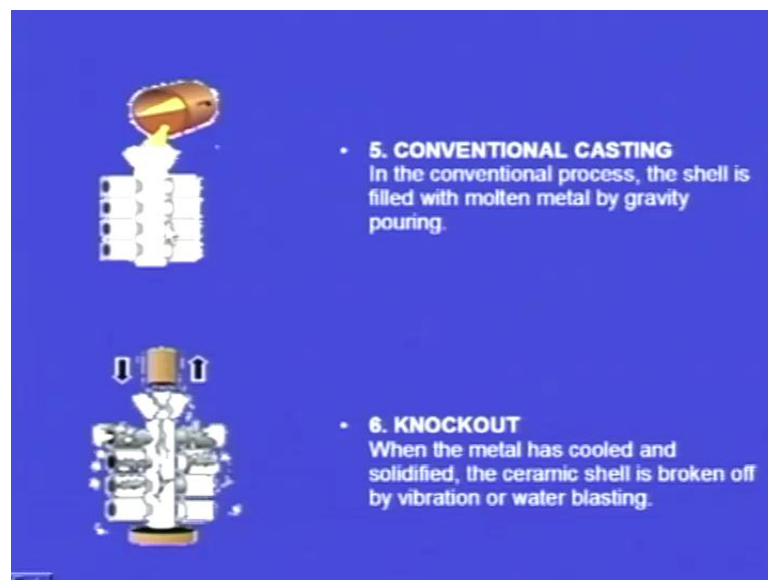 • 5. CONVENTIONAL CASTING
In the conventional process, the shell is
filled with molten metal by gravity
pouring.
• 6. KNOCKOUT
When the metal has cooled and
solidified, the ceramic shell is broken off
by vibration or water blasting.